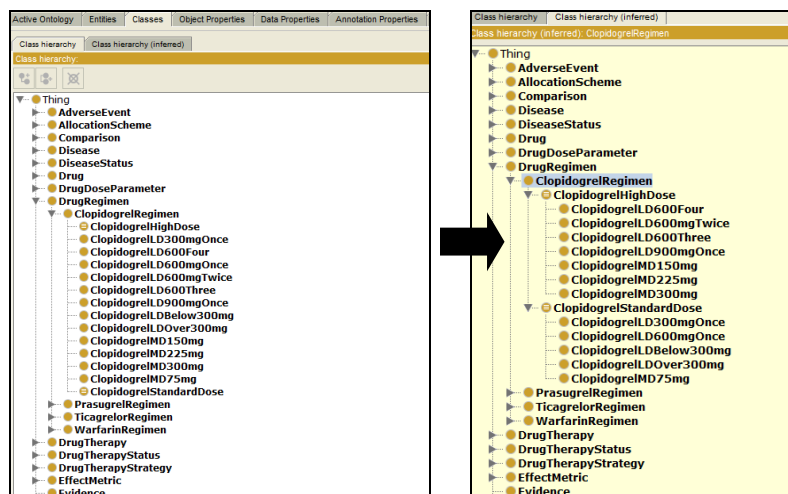 Active Ontology Entities Classes Object Properties Data Properties Annotation Properties
Class hierarchy Class hierarchy (inferred)
Class hierarchy:
Thing
AdverseEvent
AllocationScheme
Comparison
Disease
DiseaseStatus
Drug
DrugDoseParameter
DrugRegimen
ClopidogrelRegimen
ClopidogrelHighDose
ClopidogrelLD300mgOnce
ClopidogrelLD600Four
ClopidogrelLD600mgOnce
ClopidogrelLD600mgTwice
ClopidogrelLD600Three
ClopidogrelLD900mgOnce
ClopidogrelLDBelow300mg
ClopidogrelLDOver300mg
ClopidogrelMD150mg
ClopidogrelMD225mg
ClopidogrelMD300mg
ClopidogrelMD75mg
ClopidogrelStandardDose
PrasugrelRegimen
TicagrelorRegimen
WarfarinRegimen
DrugTherapy
DrugTherapyStatus
DrugTherapyStrategy
EffectMetric
Evidence
Class hierarchy Class hierarchy (inferred)
Class hierarchy (inferred): ClopidogrelRegimen
Thing
AdverseEvent
AllocationScheme
Comparison
Disease
DiseaseStatus
Drug
DrugDoseParameter
DrugRegimen
ClopidogrelRegimen
ClopidogrelHighDose
ClopidogrelLD600Four
ClopidogrelLD600mgTwice
ClopidogrelLD600Three
ClopidogrelLD900mgOnce
ClopidogrelMD150mg
ClopidogrelMD225mg
ClopidogrelMD300mg
ClopidogrelStandardDose
ClopidogrelLD300mgOnce
ClopidogrelLD600mgOnce
ClopidogrelLDBelow300mg
ClopidogrelLDOver300mg
ClopidogrelMD75mg
PrasugrelRegimen
TicagrelorRegimen
WarfarinRegimen
DrugTherapy
DrugTherapyStatus
DrugTherapyStrategy
EffectMetric
Evidence